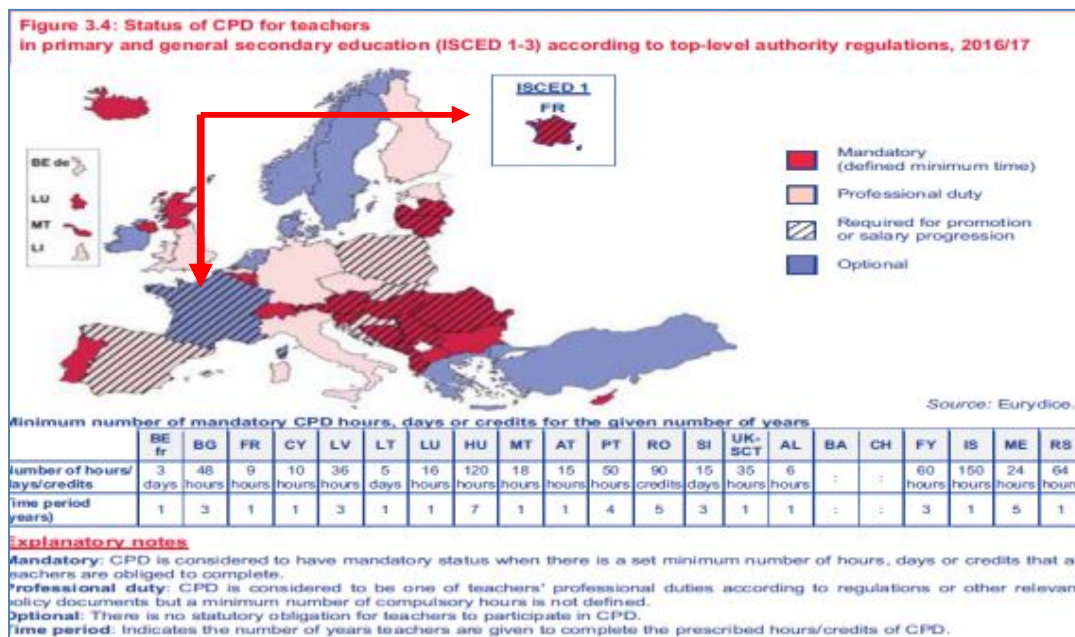 Figure 3.4: Status of CPD for teachers
in primary and general secondary education (ISCED 1-3) according to top-level authority regulations, 2016/17
ISCED 1
FR
BE de
LU
MT
LI
Mandatory
(defined minimum time)
Professional duty
Required for promotion
or salary progression
Optional
Source: Eurydice.
Minimum number of mandatory CPD hours, days or credits for the given number of years
BE fr BG FR CY LV LT LU HU MT AT PT RO SI UK-SCT AL BA CH FY IS ME RS
Number of hours/ 3 48 9 10 36 5 16 120 18 15 50 90 15 35 6 : : 60 150 24 64
days/credits days hours hours hours hours days hours hours hours hours hours credits days hours hours hours hours hours hours
Time period 1 3 1 1 3 1 1 7 1 1 4 5 3 1 1 : : 3 1 5 1
years)
Explanatory notes
Mandatory: CPD is considered to have mandatory status when there is a set minimum number of hours, days or credits that a
teachers are obliged to complete.
Professional duty: CPD is considered to be one of teachers' professional duties according to regulations or other relevan
policy documents but a minimum number of compulsory hours is not defined.
Optional: There is no statutory obligation for teachers to participate in CPD.
Time period: Indicates the number of years teachers are given to complete the prescribed hours/credits of CPD.